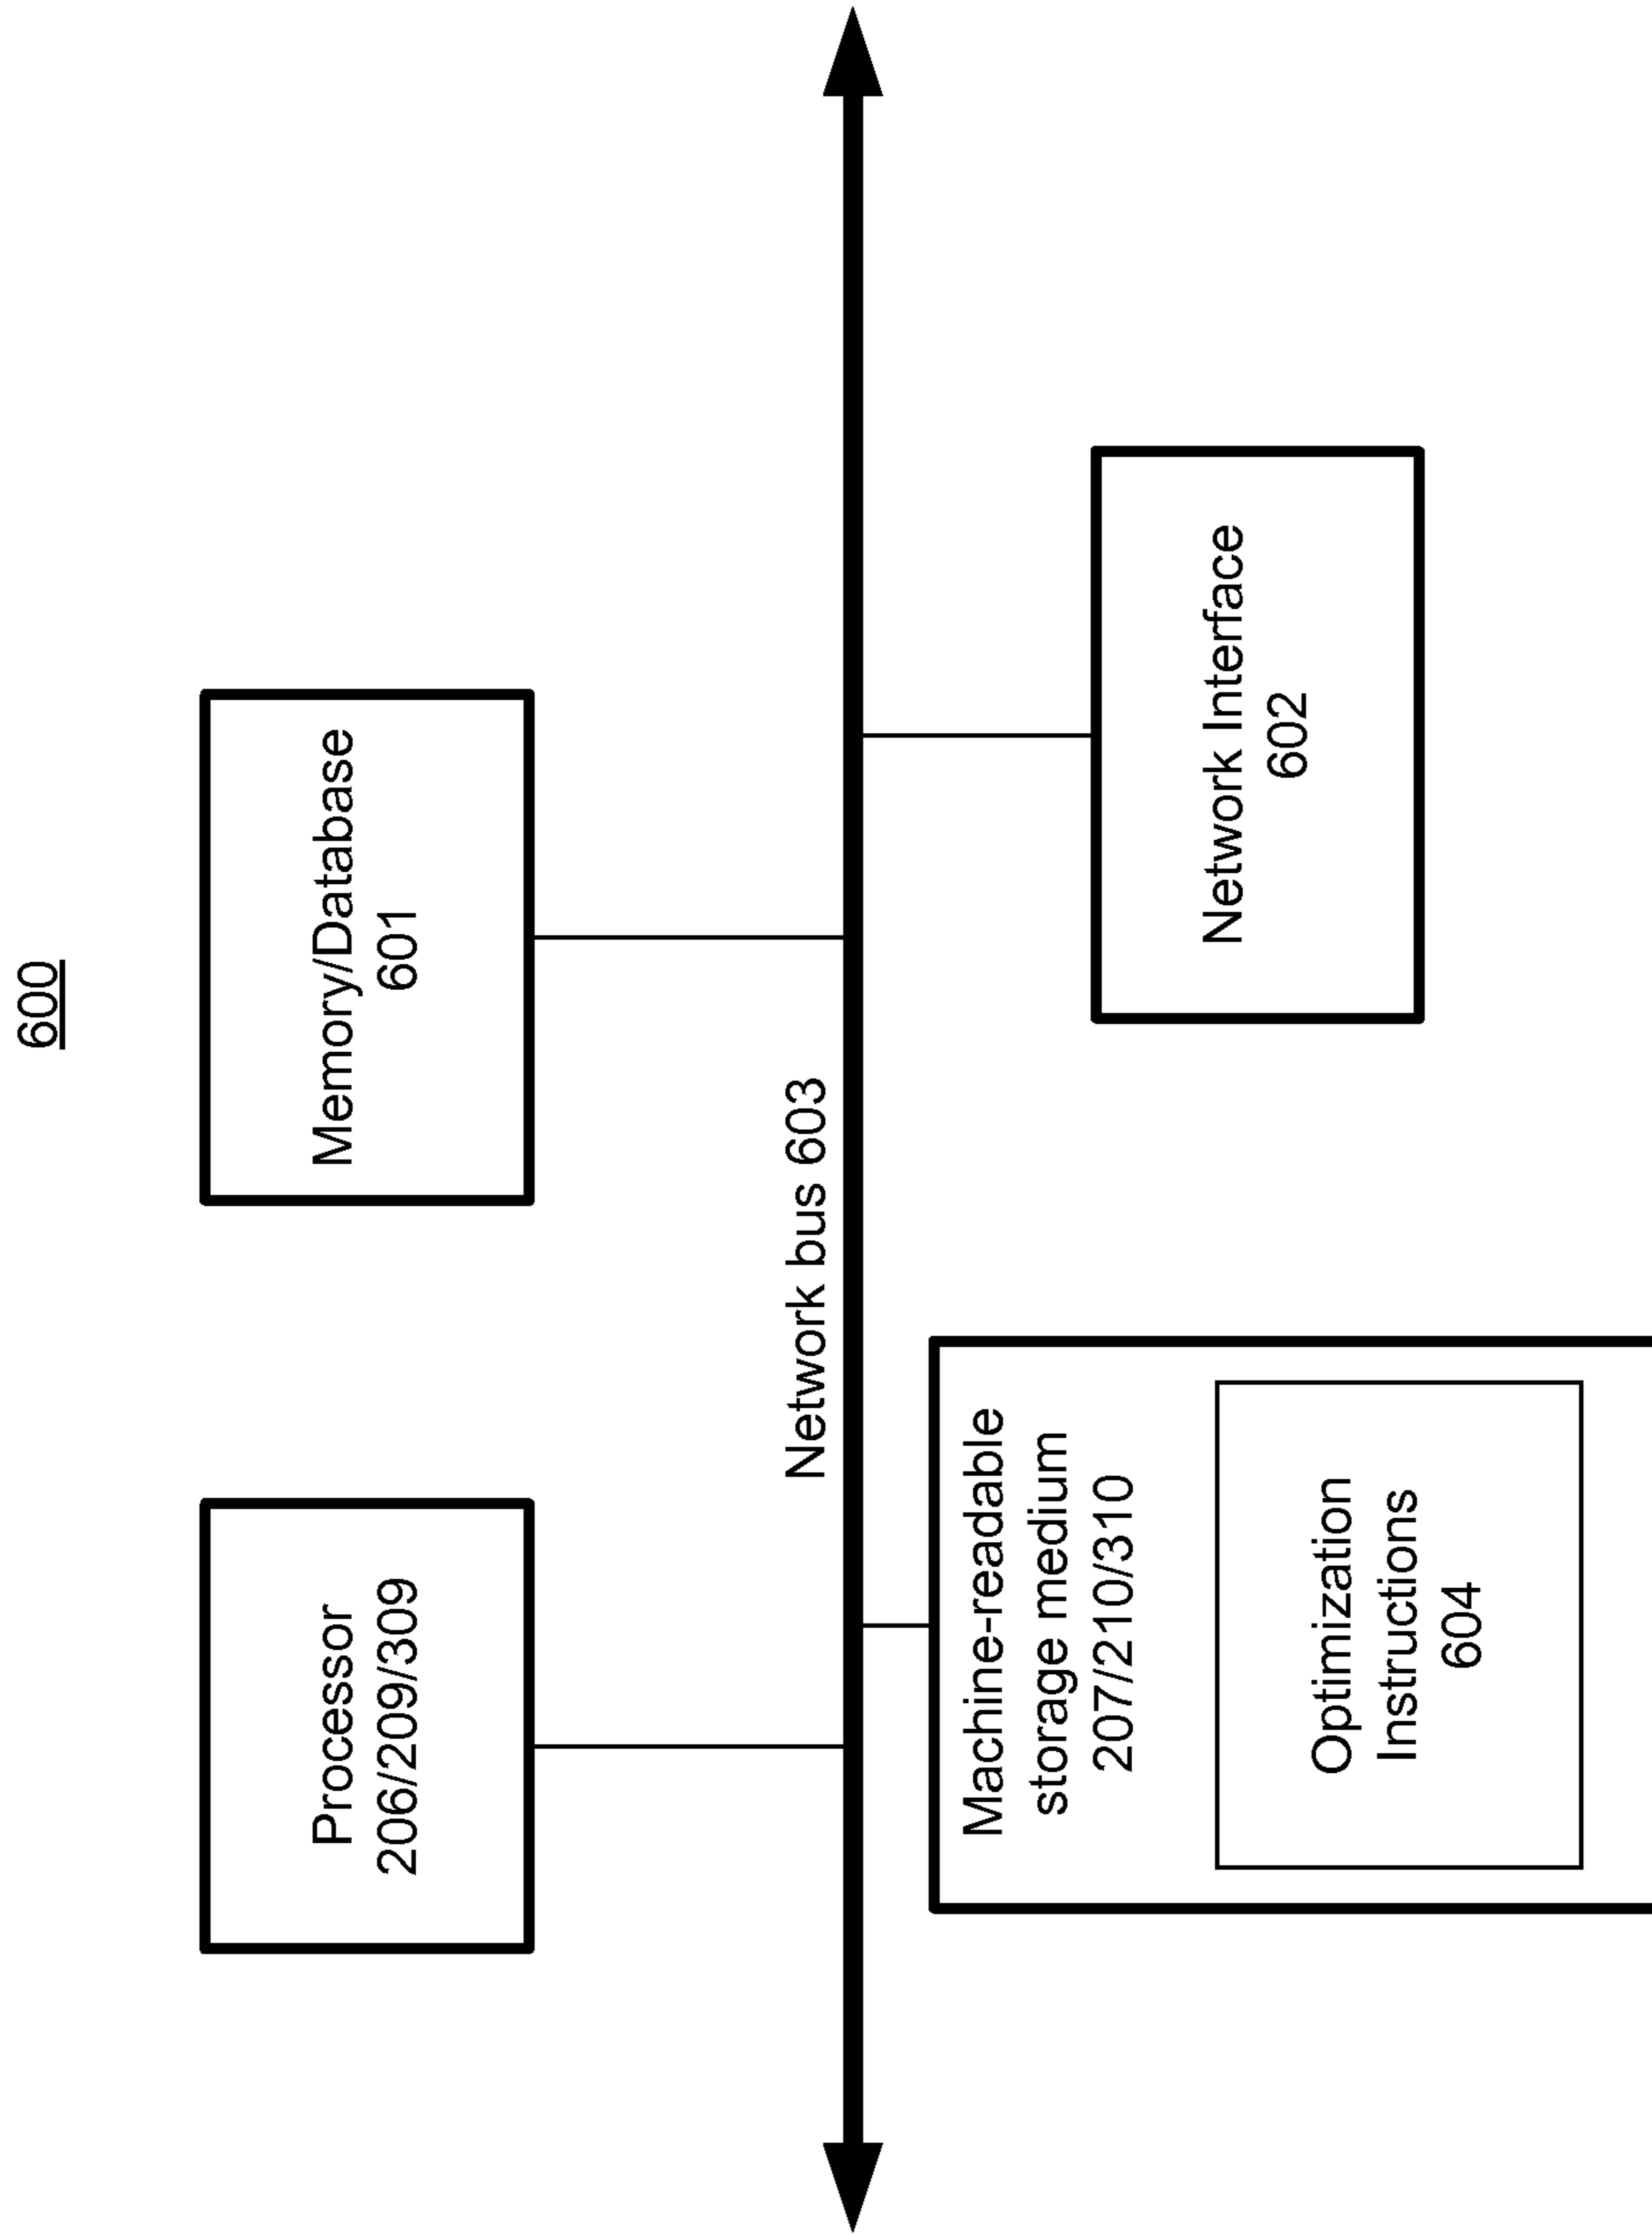 600
Processor
206/209/309
Memory/Database
601
Network bus 603
Machine-readable
storage medium
207/210/310
Optimization
Instructions
604
Network Interface
602